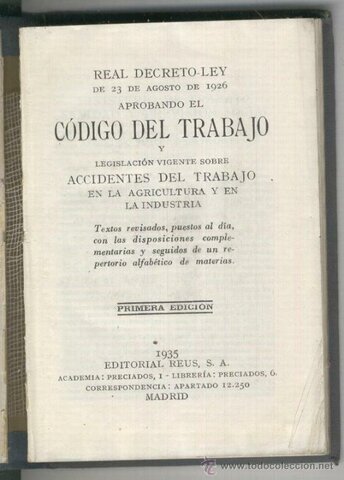 REAL DECRETO-LEY
DE 23 DE AGOSTO DE 1926
APROBANDO EL
CÓDIGO DEL TRABAJO
Y
LEGISLACIÓN VIGENTE SOBRE
ACCIDENTES DEL TRABAJO
EN LA AGRICULTURA Y EN
LA INDUSTRIA
Textos revisados, puestos al día,
con las disposiciones comple-
mentarias y seguidos de un re-
pertorio alfabético de materias.
PRIMERA EDICION
1935
EDITORIAL REUS, S. A.
ACADEMIA: PRECIADOS, 1 - LIBRERÍA: PRECIADOS, 6.
CORRESPONDENCIA: APARTADO 12.250
MADRID
www.todocoleccion.net